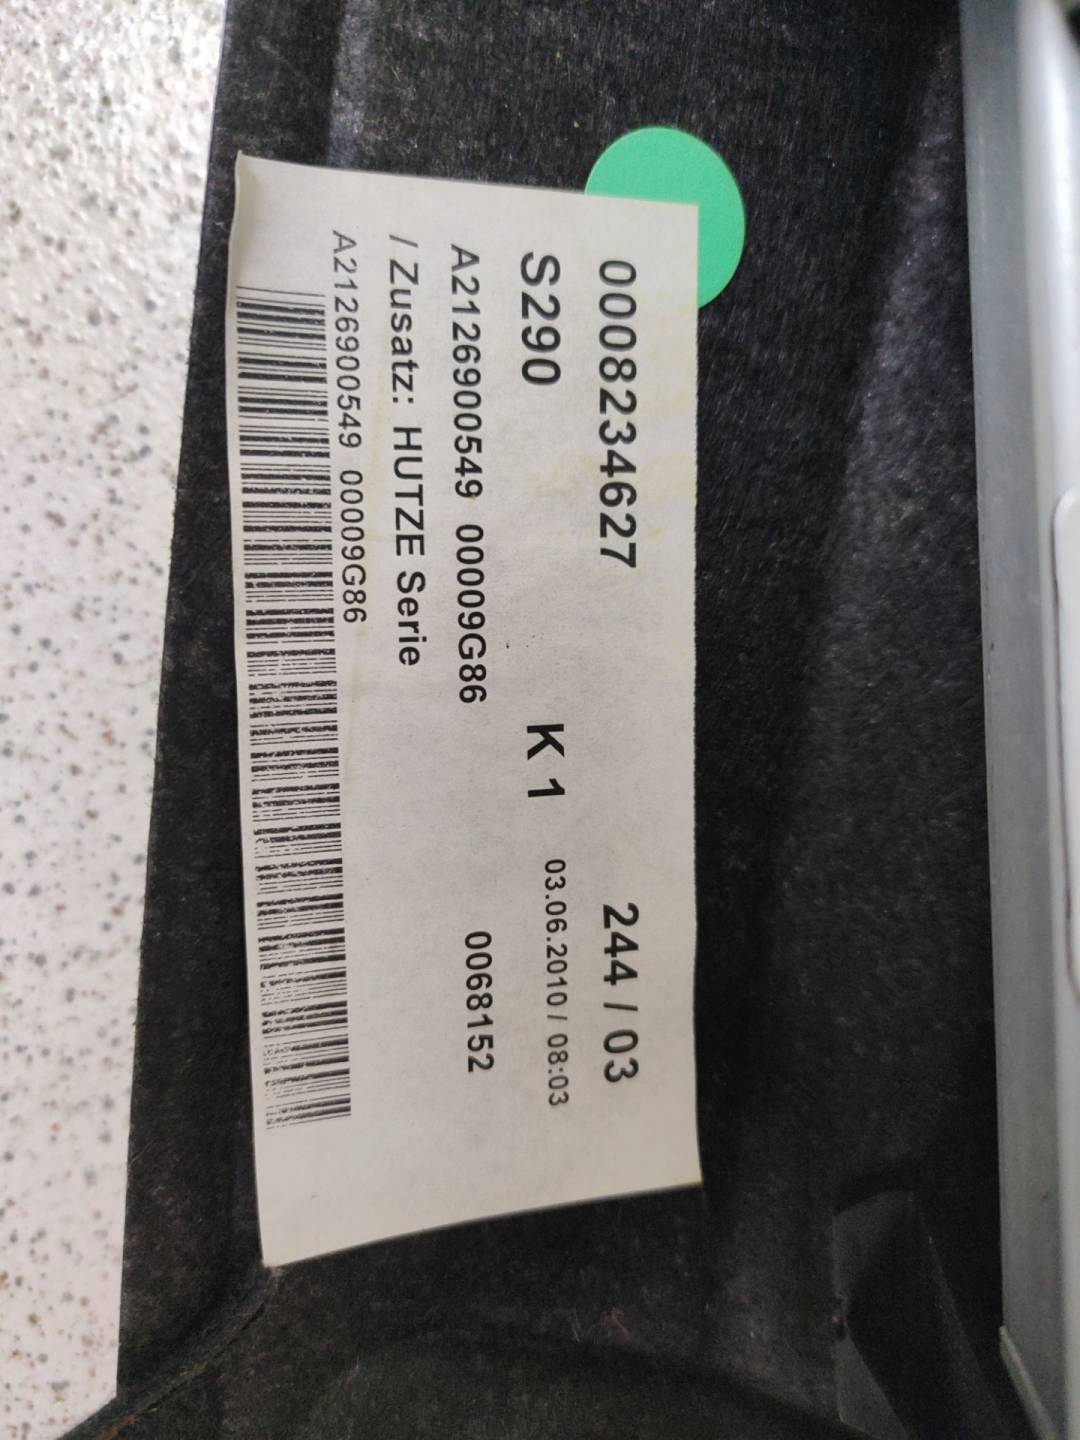 0008234627 244 / 03
S290 K 1 03.06.2010 / 08:03
A2126900549 00009G86 0068152
/ Zusatz: HUTZE Serie
A2126900549 00009G86